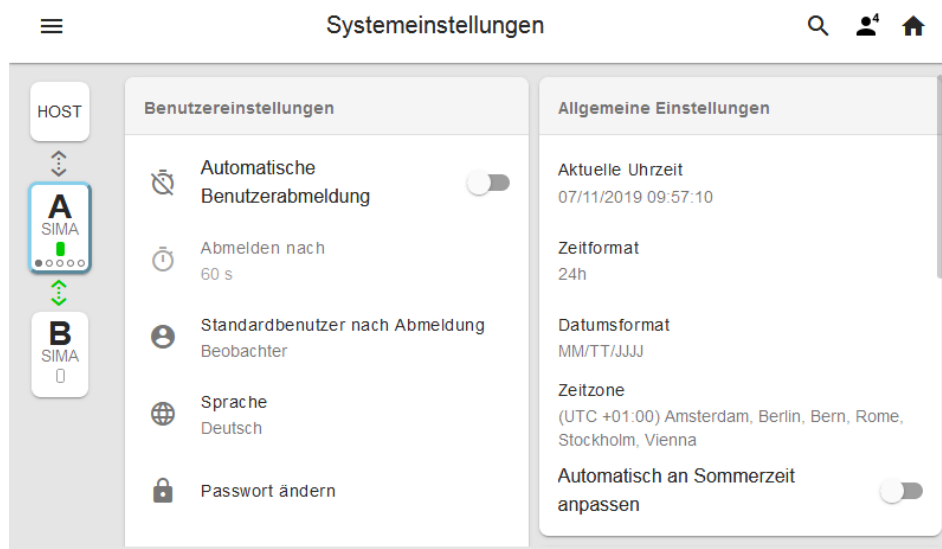 Systemeinstellungen
4
HOST
A
SIMA
B
SIMA
Benutzereinstellungen
Automatische
Benutzerabmeldung
Abmelden nach
60 s
Standardbenutzer nach Abmeldung
Beobachter
Sprache
Deutsch
Passwort ändern
Allgemeine Einstellungen
Aktuelle Uhrzeit
07/11/2019 09:57:10
Zeitformat
24h
Datumsformat
MM/TT/JJJJ
Zeitzone
(UTC +01:00) Amsterdam, Berlin, Bern, Rome,
Stockholm, Vienna
Automatisch an Sommerzeit
anpassen